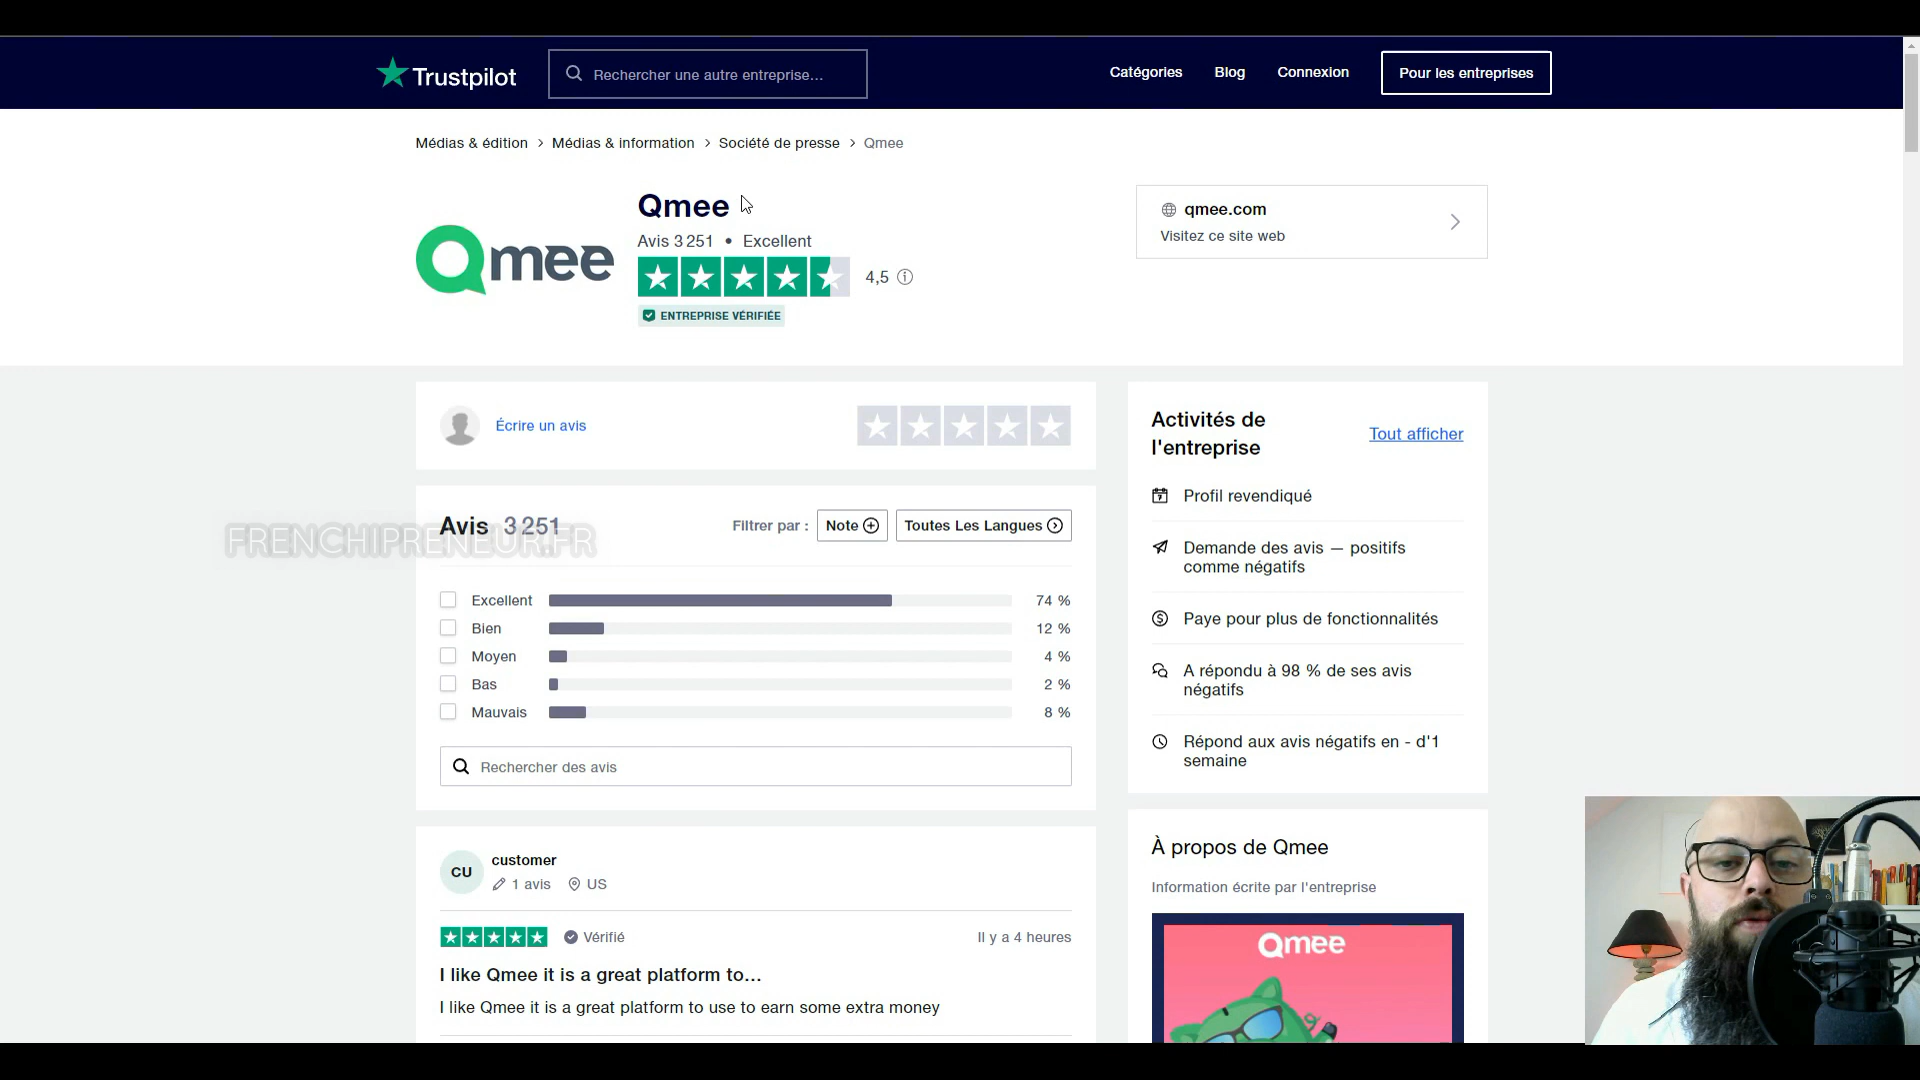 Trustpilot
Rechercher une autre entreprise...
Catégories
Blog
Connexion
Pour les entreprises
Médias & édition > Médias & information > Société de presse > Qmee
Qmee
Qmee
Avis 3 251 • Excellent
4,5
ENTREPRISE VÉRIFIÉE
qmee.com
Visitez ce site web
Écrire un avis
Avis 3 251
Filtrer par :
Note
Toutes Les Langues
FRENCHIPRENEUR.FR
Excellent 74 %
Bien 12 %
Moyen 4 %
Bas 2 %
Mauvais 8 %
Rechercher des avis
CU
customer
1 avis US
Vérifié
Il y a 4 heures
I like Qmee it is a great platform to...
I like Qmee it is a great platform to use to earn some extra money
Activités de
l'entreprise
Tout afficher
Profil revendiqué
Demande des avis — positifs
comme négatifs
Paye pour plus de fonctionnalités
A répondu à 98 % de ses avis
négatifs
Répond aux avis négatifs en - d'1
semaine
À propos de Qmee
Information écrite par l'entreprise
Qmee